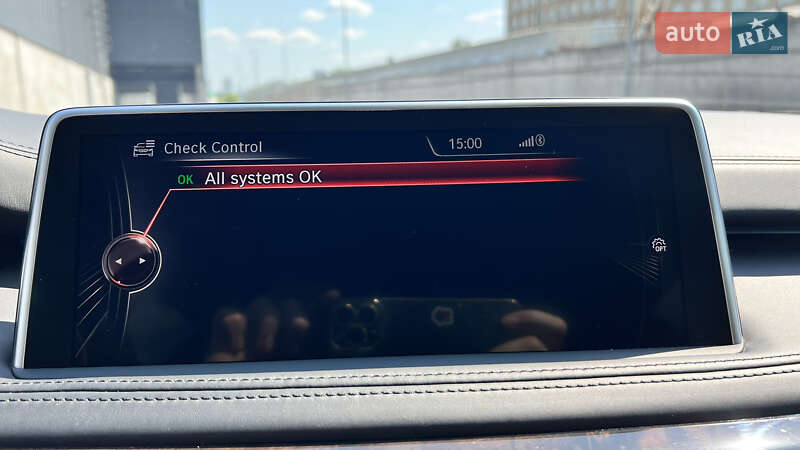 auto RIA
.com
Check Control
15:00
OK All systems OK
OPT